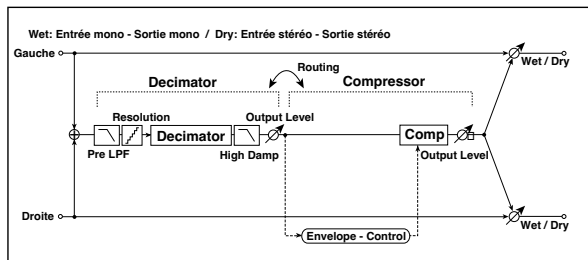 Wet: Entrée mono - Sortie mono / Dry: Entrée stéréo - Sortie stéréo
Gauche
Routing
Wet / Dry
Decimator
Compressor
Resolution
Output Level
Decimator
Comp
Pre LPF
High Damp
Output Level
Droite
Wet / Dry
Envelope - Control